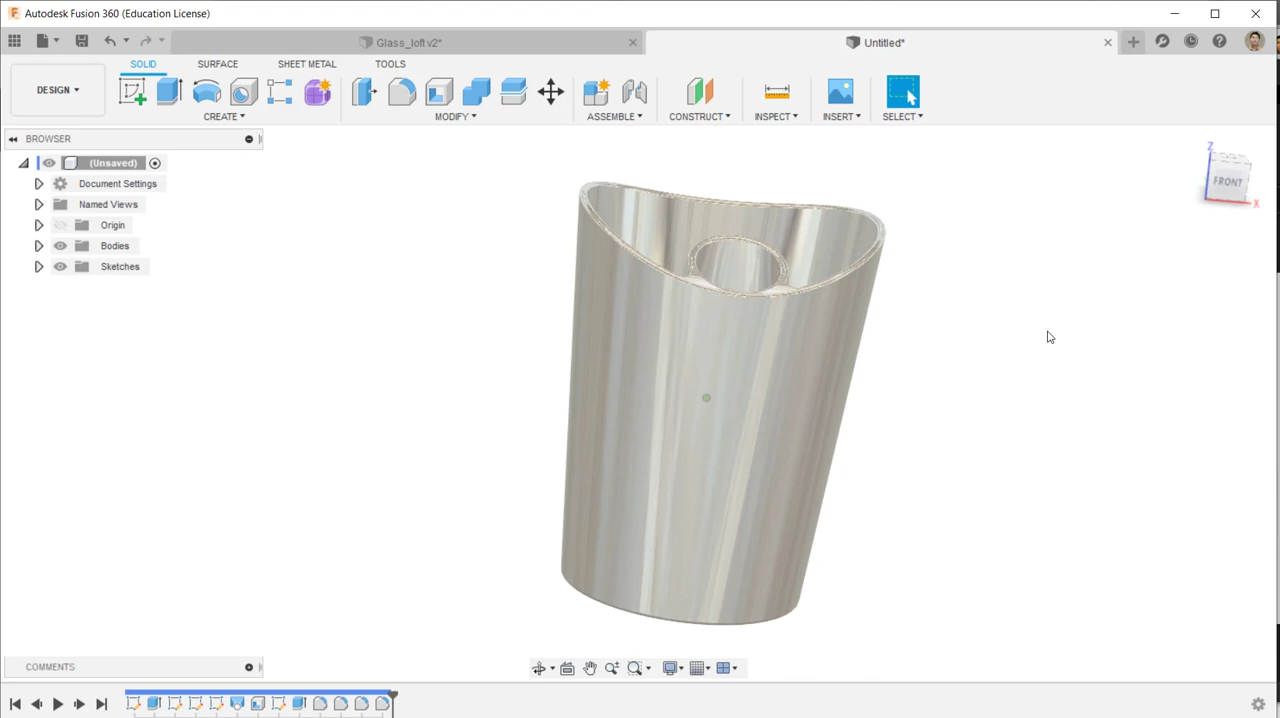 Autodesk Fusion 360 (Education License)
Glass_loft v2*
Untitled*
SOLID SURFACE SHEET METAL TOOLS
DESIGN ▾
CREATE ▾ MODIFY ▾ ASSEMBLE ▾ CONSTRUCT ▾ INSPECT ▾ INSERT ▾ SELECT ▾
BROWSER
(Unsaved)
Document Settings
Named Views
Origin
Bodies
Sketches
Z
FRONT
X
COMMENTS